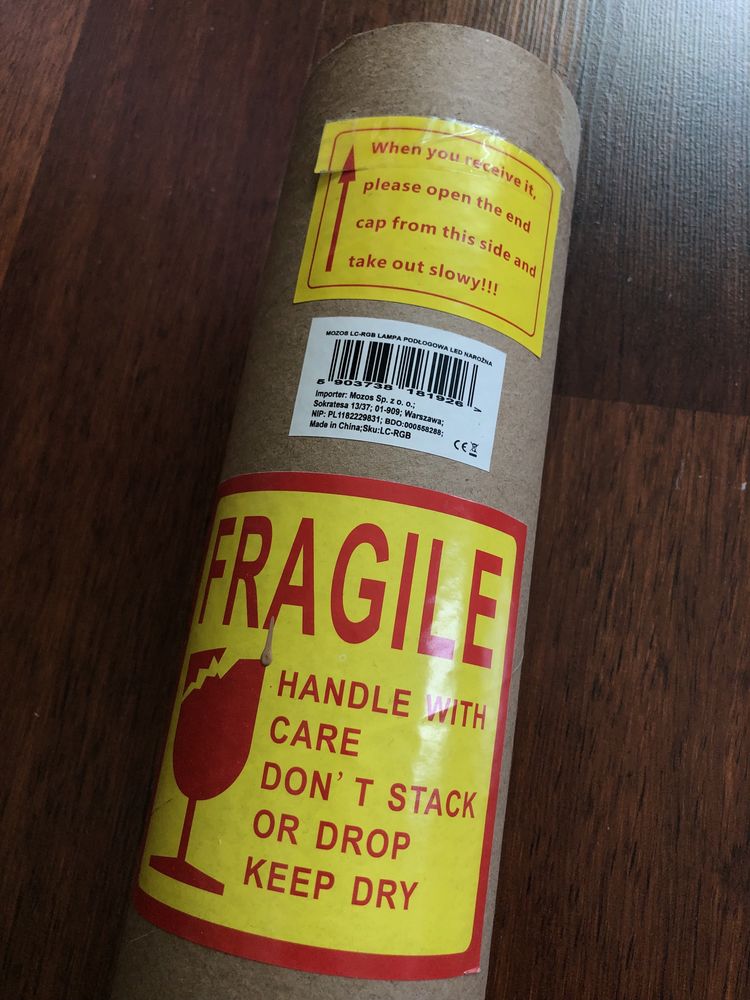 When you receive it,
please open the end
cap from this side and
take out slowy!!!
MOZOS LC-RGB LAMPA PODŁOGOWA LED NAROŻNA
5 903738 181926 >
Importer: Mozos Sp. z o. o.;
Sokratesa 13/37; 01-909; Warszawa;
NIP: PL1182229831; BDO:000558288;
Made in China;Sku:LC-RGB
CE
FRAGILE
HANDLE WITH
CARE
DON'T STACK
OR DROP
KEEP DRY